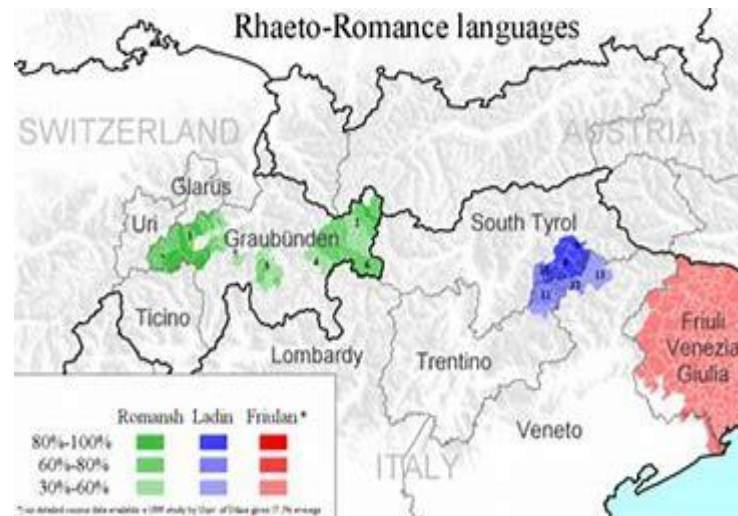 Rhaeto-Romance languages
SWITZERLAND
AUSTRIA
Glarus
Uri
South Tyrol
Graubünden
Ticino
Lombardy
Trentino
Friuli
Venezia
Giulia
Veneto
ITALY
Romansh Ladin Friulan*
80%-100%
60%-80%
30%-60%